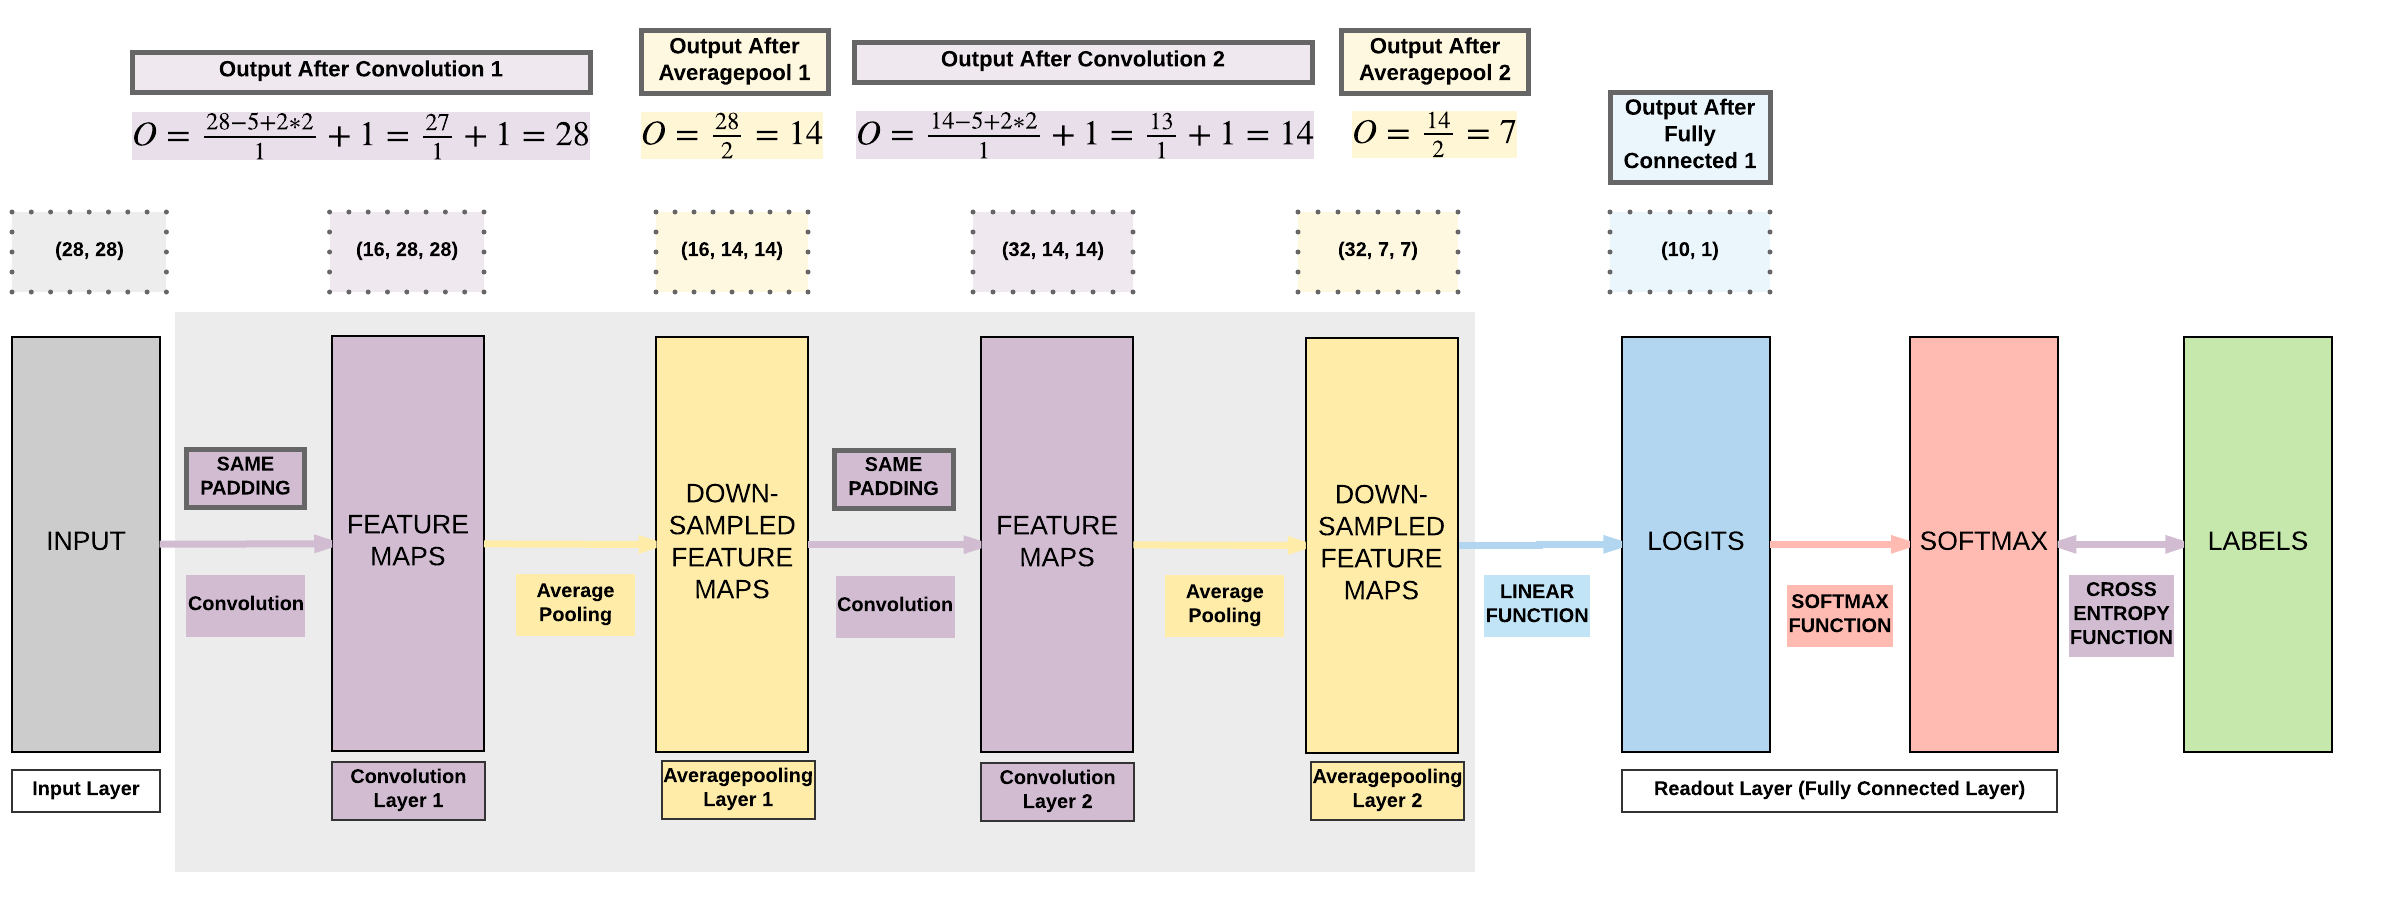 Output After Convolution 1
Output After
Averagepool 1
Output After Convolution 2
Output After
Averagepool 2
Output After
Fully
Connected 1
O = \frac{28−5+2∗2}{1} + 1 = \frac{27}{1} + 1 = 28
O = \frac{28}{2} = 14
O = \frac{14−5+2∗2}{1} + 1 = \frac{13}{1} + 1 = 14
O = \frac{14}{2} = 7
(28, 28)
(16, 28, 28)
(16, 14, 14)
(32, 14, 14)
(32, 7, 7)
(10, 1)
INPUT
SAME
PADDING
Convolution
FEATURE
MAPS
Average
Pooling
DOWN-
SAMPLED
FEATURE
MAPS
SAME
PADDING
Convolution
FEATURE
MAPS
Average
Pooling
DOWN-
SAMPLED
FEATURE
MAPS
LINEAR
FUNCTION
LOGITS
SOFTMAX
FUNCTION
SOFTMAX
CROSS
ENTROPY
FUNCTION
LABELS
Input Layer
Convolution
Layer 1
Averagepooling
Layer 1
Convolution
Layer 2
Averagepooling
Layer 2
Readout Layer (Fully Connected Layer)